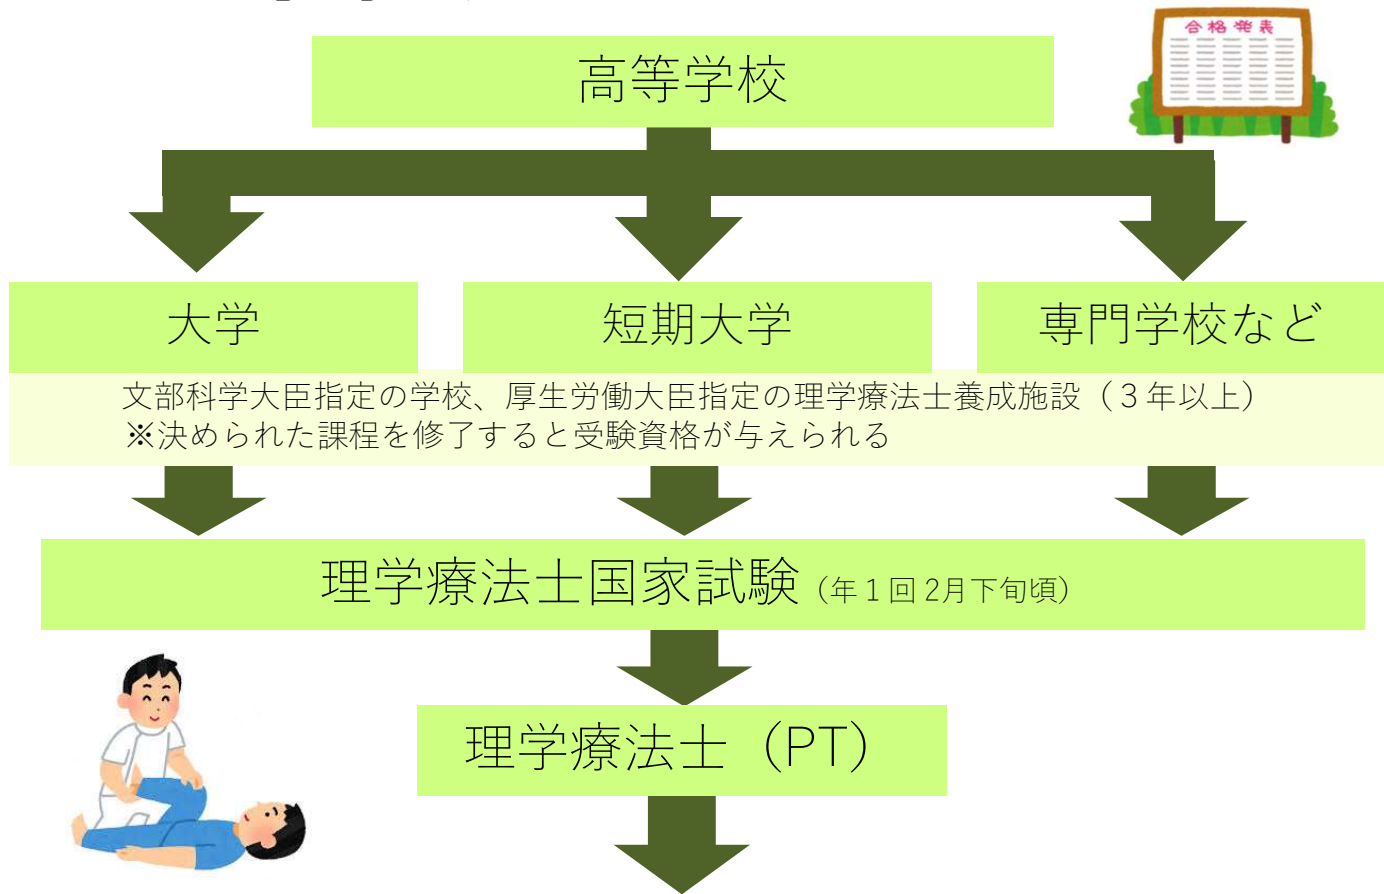 合格発表
高等学校
大学
短期大学
専門学校など
文部科学大臣指定の学校、厚生労働大臣指定の理学療法士養成施設（３年以上）
※決められた課程を修了すると受験資格が与えられる
理学療法士国家試験（年１回 2月下旬頃）
理学療法士（PT）